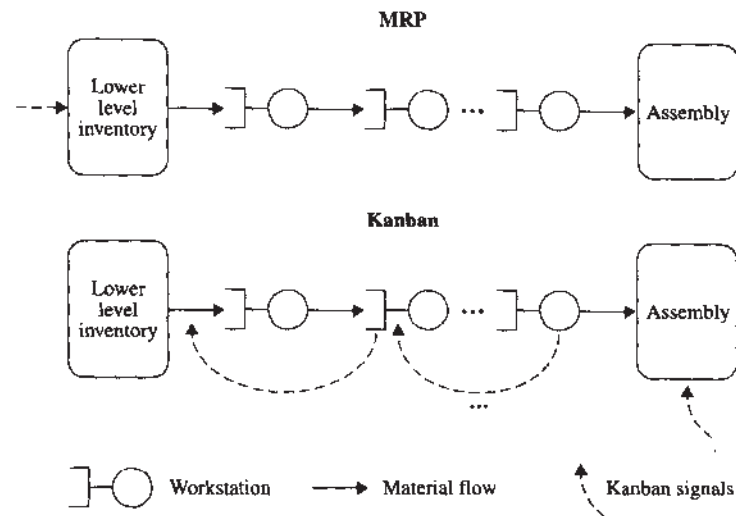 MRP
Lower
level
inventory
...
Assembly
Kanban
Lower
level
inventory
...
Assembly
...
Workstation
Material flow
Kanban signals